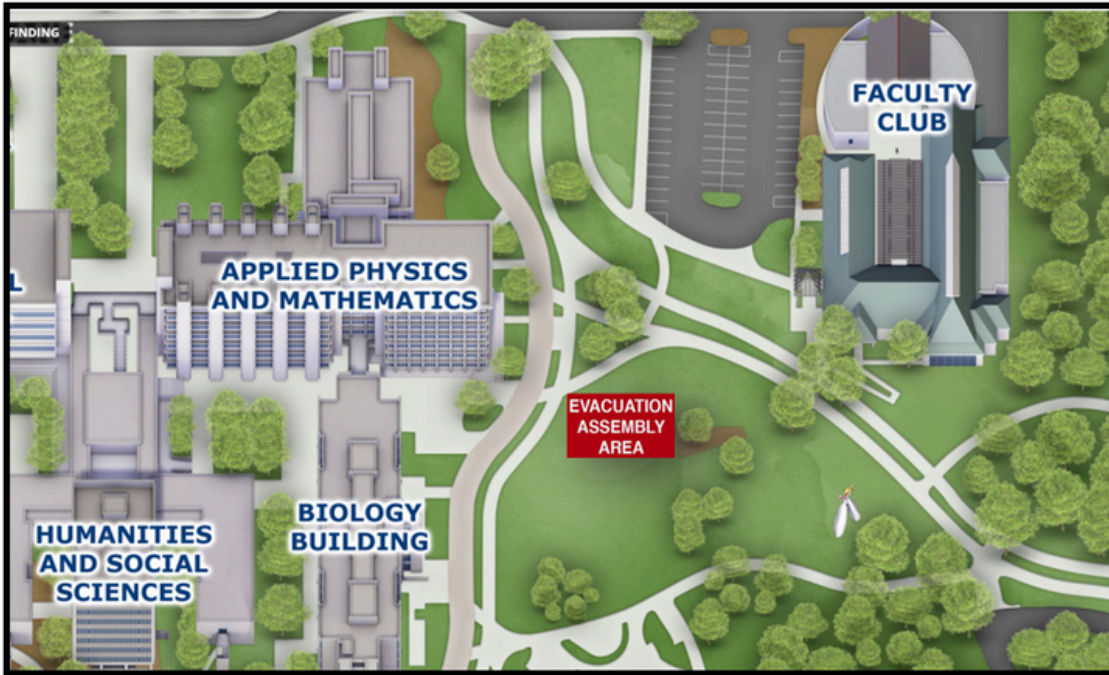 FINDING
FACULTY
CLUB
APPLIED PHYSICS
AND MATHEMATICS
L
EVACUATION
ASSEMBLY
AREA
BIOLOGY
BUILDING
HUMANITIES
AND SOCIAL
SCIENCES